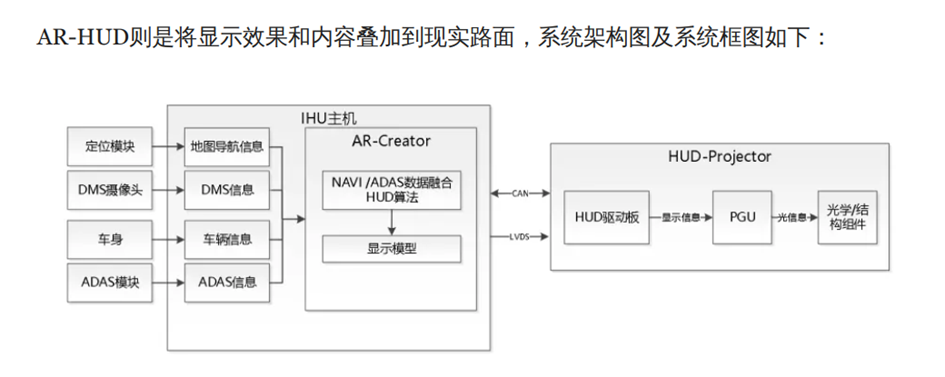 AR-HUD则是将显示效果和内容叠加到现实路面，系统架构图及系统框图如下：
IHU主机
定位模块
地图导航信息
DMS摄像头
DMS信息
车身
车辆信息
ADAS模块
ADAS信息
AR-Creator
NAVI /ADAS数据融合
HUD算法
显示模型
CAN
LVDS
HUD-Projector
HUD驱动板
显示信息
PGU
光信息
光学/结
构组件